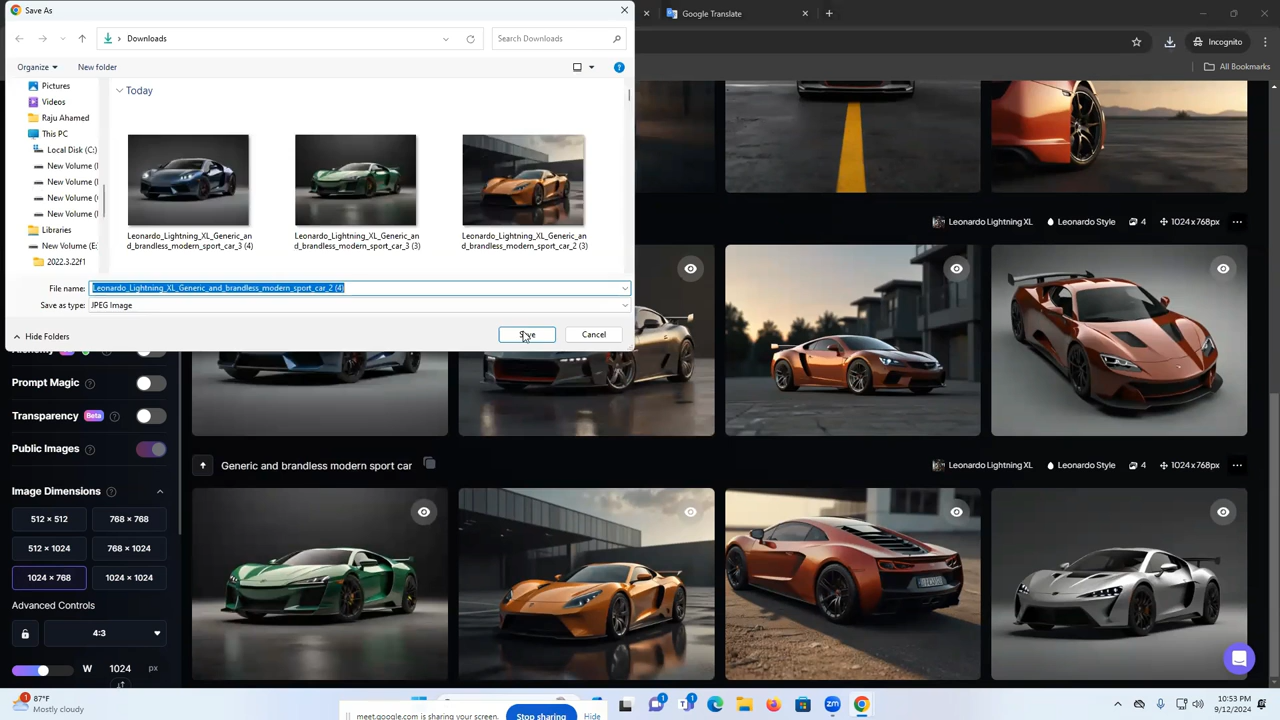 Save As
Google Translate
Downloads
Search Downloads
Incognito
Organize
New folder
All Bookmarks
Pictures
Videos
Raju Ahamed
This PC
Local Disk (C:)
New Volume (
New Volume (
New Volume (
New Volume (
Libraries
New Volume (E:
2022.3.22f1
Today
Leonardo_Lightning_XL_Generic_an
d_brandless_modern_sport_car_3 (4)
Leonardo_Lightning_XL_Generic_an
d_brandless_modern_sport_car_3 (3)
Leonardo_Lightning_XL_Generic_an
d_brandless_modern_sport_car_2 (3)
File name:
Leonardo_Lightning_XL_Generic_and_brandless_modern_sport_car_2 (4)
Save as type:
JPEG Image
Hide Folders
Save
Cancel
Leonardo Lightning XL
Leonardo Style
4
1024x768px
Prompt Magic
Transparency
Beta
Public Images
Image Dimensions
512 × 512
768 × 768
512 × 1024
768 × 1024
1024 × 768
1024 × 1024
Advanced Controls
4:3
W
1024
px
Generic and brandless modern sport car
Leonardo Lightning XL
Leonardo Style
4
1024x768px
1
87°F
Mostly cloudy
meet.google.com is sharing your screen.
Stop sharing
Hide
1
1
zm
10:53 PM
9/12/2024